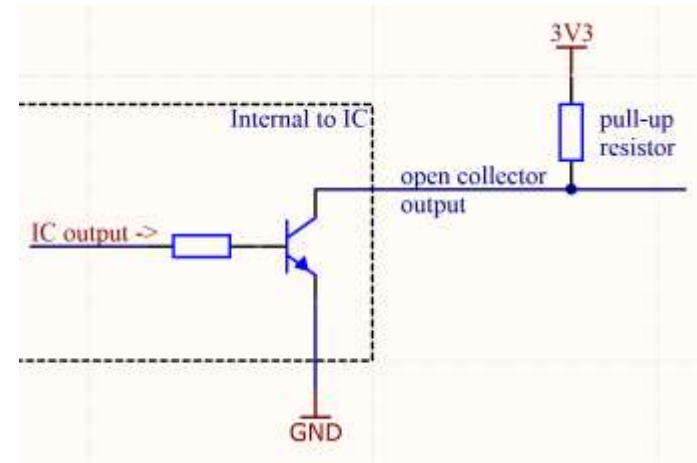 3V3
Internal to IC
pull-up
resistor
open collector
output
IC output ->
GND